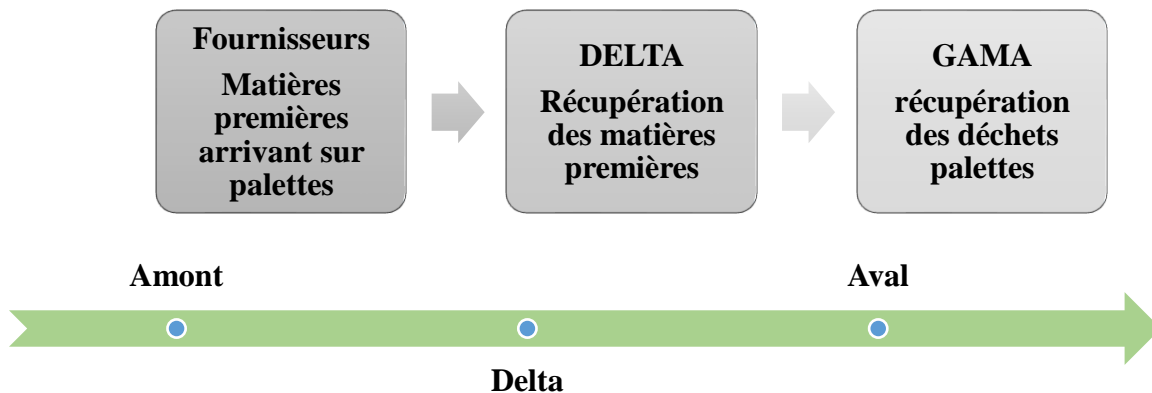 Fournisseurs
Matières
premières
arrivant sur
palettes
DELTA
Récupération
des matières
premières
GAMA
récupération
des déchets
palettes
Amont
Aval
Delta